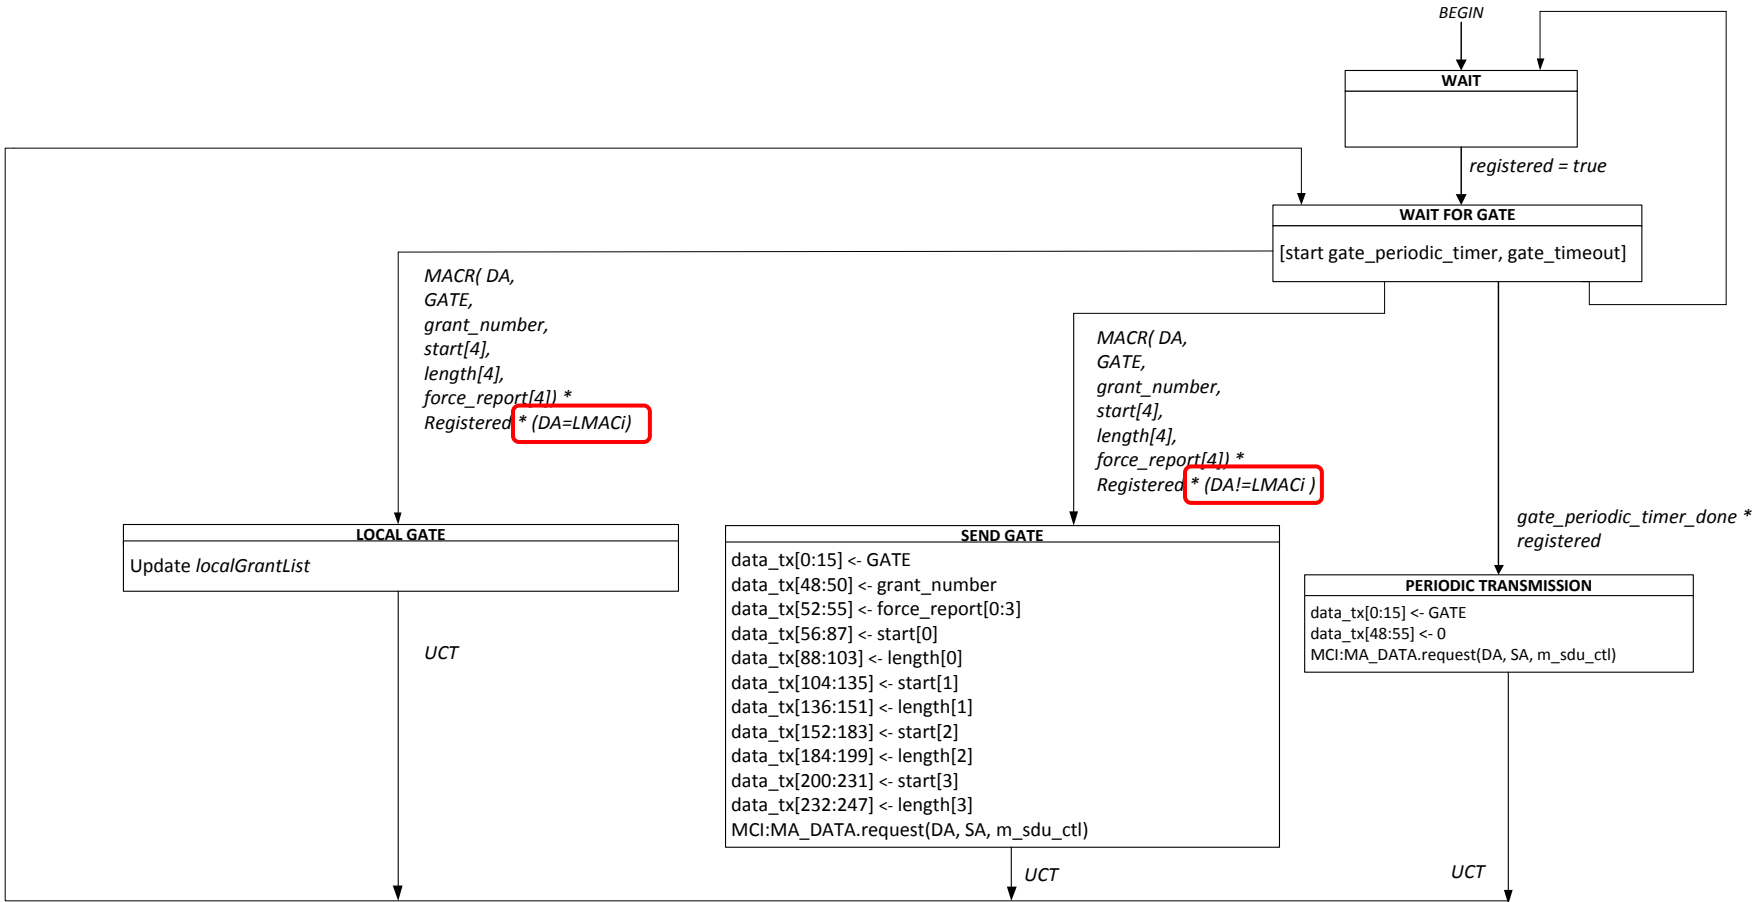 BEGIN
WAIT
registered = true
WAIT FOR GATE
[start gate_periodic_timer, gate_timeout]
MACR( DA,
GATE,
grant_number,
start[4],
length[4],
force_report[4]) *
Registered * (DA=LMACi)
MACR( DA,
GATE,
grant_number,
start[4],
length[4],
force_report[4]) *
Registered * (DA!=LMACi )
gate_periodic_timer_done *
registered
LOCAL GATE
Update localGrantList
UCT
SEND GATE
data_tx[0:15] <- GATE
data_tx[48:50] <- grant_number
data_tx[52:55] <- force_report[0:3]
data_tx[56:87] <- start[0]
data_tx[88:103] <- length[0]
data_tx[104:135] <- start[1]
data_tx[136:151] <- length[1]
data_tx[152:183] <- start[2]
data_tx[184:199] <- length[2]
data_tx[200:231] <- start[3]
data_tx[232:247] <- length[3]
MCI:MA_DATA.request(DA, SA, m_sdu_ctl)
UCT
PERIODIC TRANSMISSION
data_tx[0:15] <- GATE
data_tx[48:55] <- 0
MCI:MA_DATA.request(DA, SA, m_sdu_ctl)
UCT